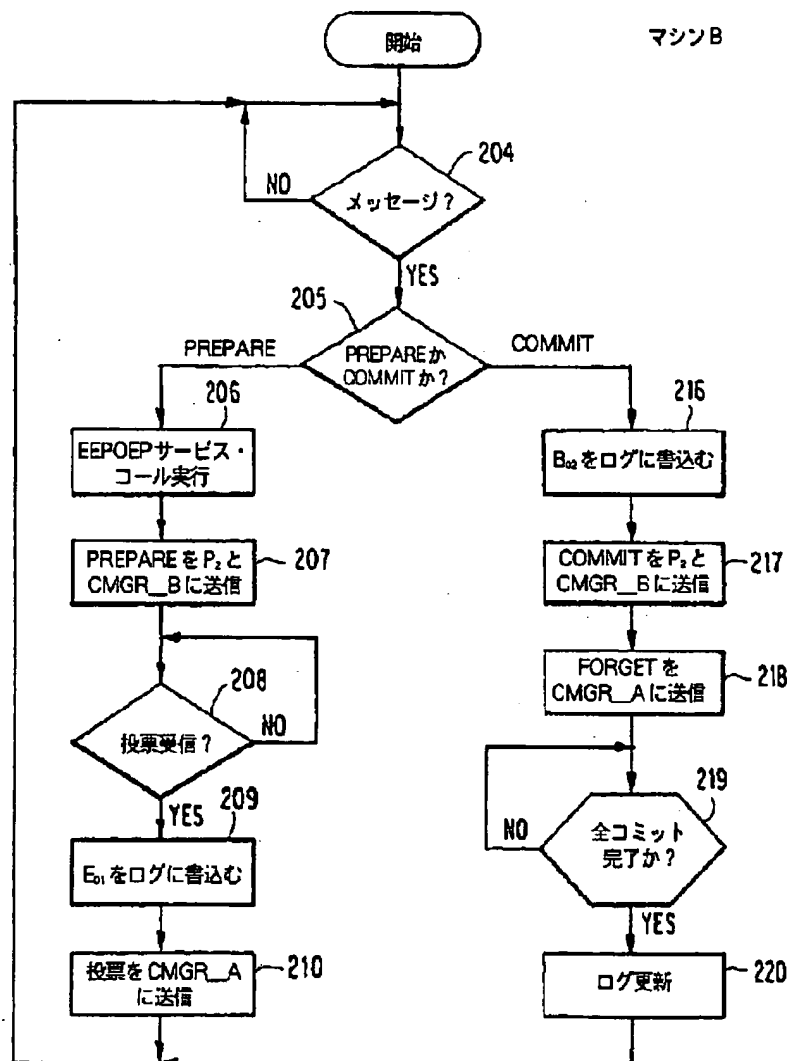 開始
マシンB
204
NO
メッセージ?
YES
205
PREPARE
PREPAREか
COMMITか?
COMMIT
206
EEPOEPサービス・
コール実行
216
B₀₂をログに書込む
PREPAREをP₂と
CMGR__Bに送信
207
COMMITをP₂と
CMGR__Bに送信
217
FORGETを
CMGR__Aに送信
218
208
投票受信?
NO
YES
219
全コミット
完了か?
NO
YES
209
E₀₁をログに書込む
投票をCMGR__A
に送信
210
ログ更新
220